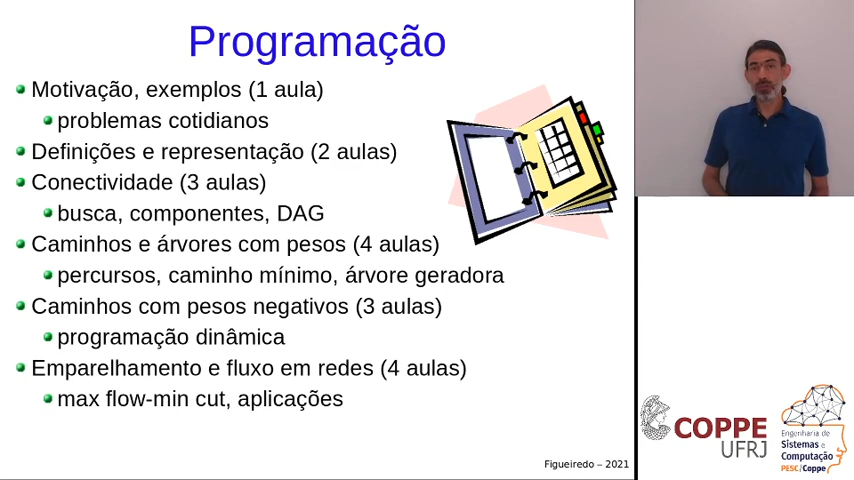 Programação
Motivação, exemplos (1 aula)
problemas cotidianos
Definições e representação (2 aulas)
Conectividade (3 aulas)
busca, componentes, DAG
Caminhos e árvores com pesos (4 aulas)
percursos, caminho mínimo, árvore geradora
Caminhos com pesos negativos (3 aulas)
programação dinâmica
Emparelhamento e fluxo em redes (4 aulas)
max flow-min cut, aplicações
Figueiredo – 2021
COPPE
UFRJ
Engenharia de
Sistemas e
Computação
PESC/Coppe